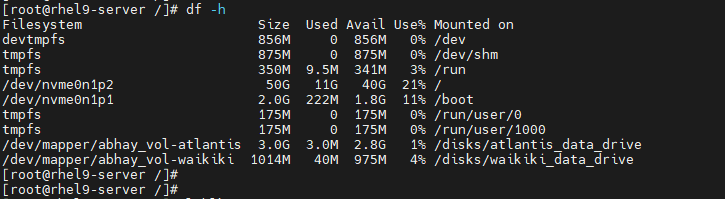 [root@rhel9-server /]# df -h
Filesystem Size Used Avail Use% Mounted on
devtmpfs 856M 0 856M 0% /dev
tmpfs 875M 0 875M 0% /dev/shm
tmpfs 350M 9.5M 341M 3% /run
/dev/nvme0n1p2 50G 11G 40G 21% /
/dev/nvme0n1p1 2.0G 222M 1.8G 11% /boot
tmpfs 175M 0 175M 0% /run/user/0
tmpfs 175M 0 175M 0% /run/user/1000
/dev/mapper/abhay_vol-atlantis 3.0G 3.0M 2.8G 1% /disks/atlantis_data_drive
/dev/mapper/abhay_vol-waikiki 1014M 40M 975M 4% /disks/waikiki_data_drive
[root@rhel9-server /]#
[root@rhel9-server /]#